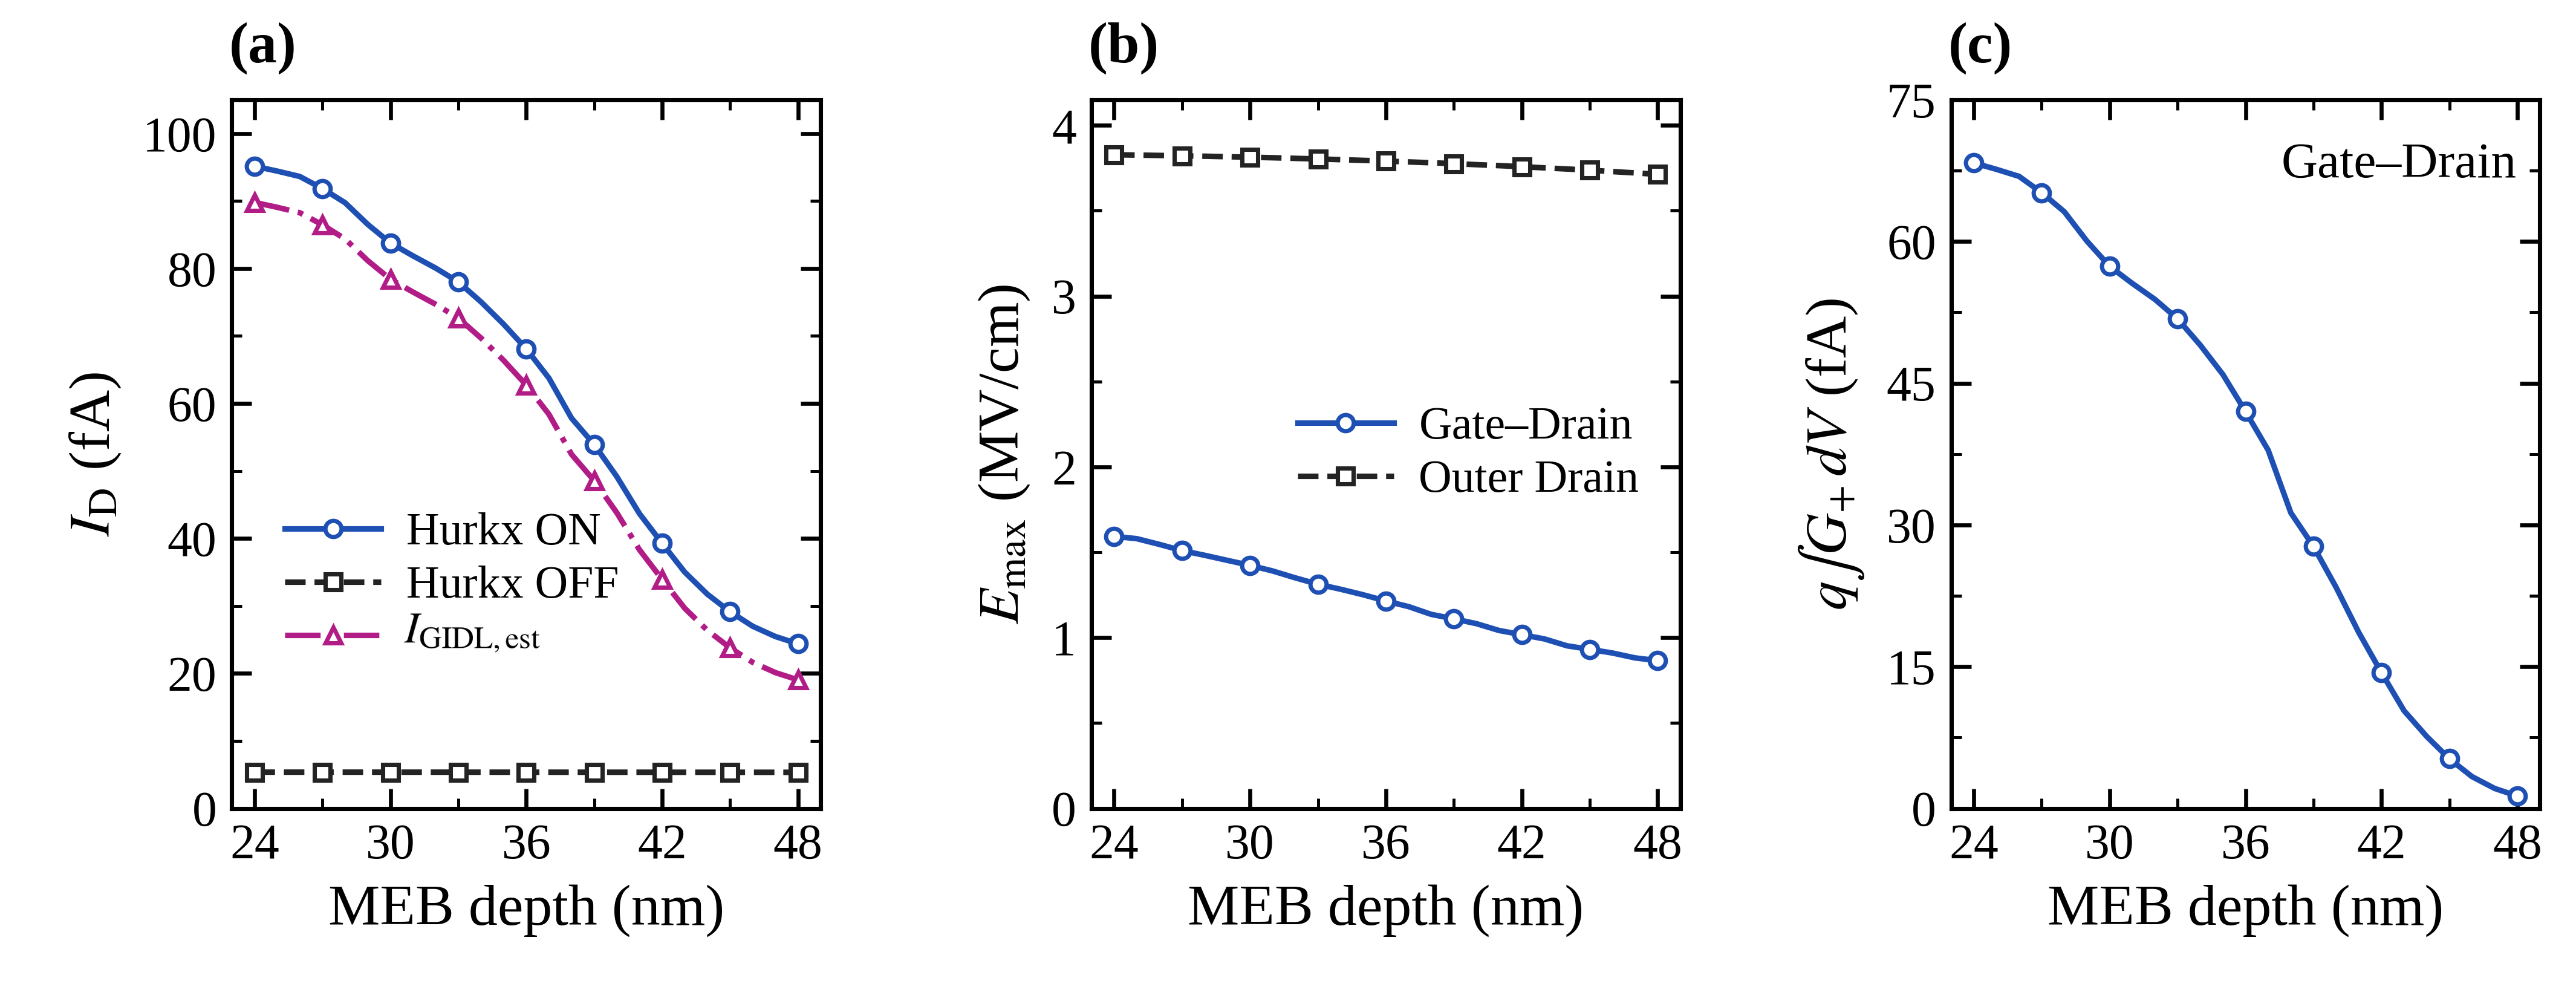 (a)
I_D (fA)
100
80
60
40
20
0
Hurkx ON
Hurkx OFF
I_GIDL, est
24 30 36 42 48
MEB depth (nm)
(b)
E_max (MV/cm)
4
3
2
1
0
Gate–Drain
Outer Drain
24 30 36 42 48
MEB depth (nm)
(c)
q∫G₊dV (fA)
75
60
45
30
15
0
Gate–Drain
24 30 36 42 48
MEB depth (nm)